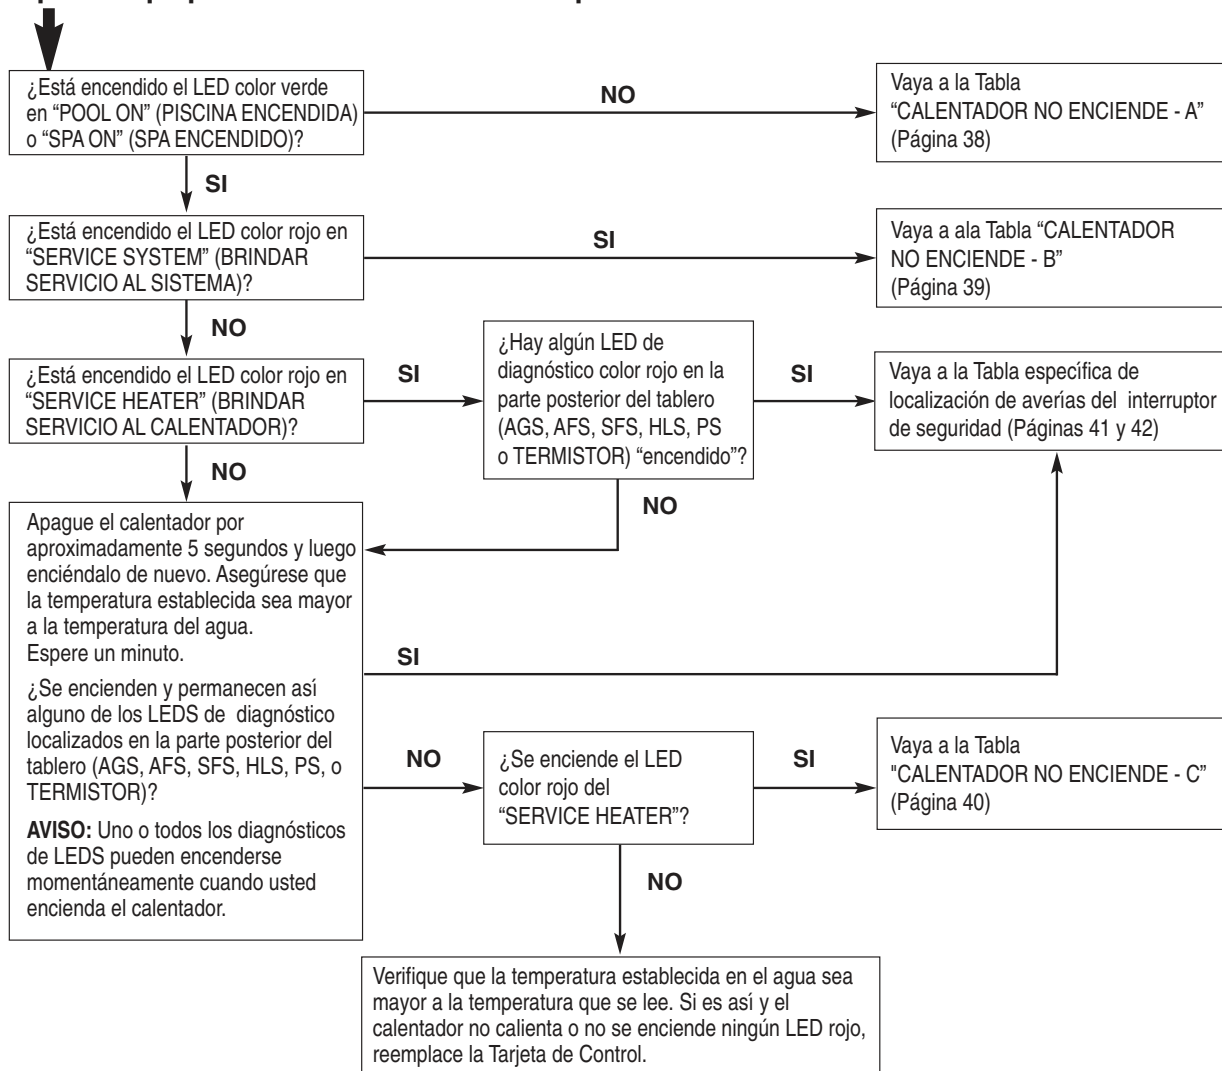 ¿Está encendido el LED color verde
en “POOL ON” (PISCINA ENCENDIDA)
o “SPA ON” (SPA ENCENDIDO)?
NO
Vaya a la Tabla
“CALENTADOR NO ENCIENDE - A”
(Página 38)
SI
¿Está encendido el LED color rojo en
“SERVICE SYSTEM” (BRINDAR
SERVICIO AL SISTEMA)?
SI
Vaya a ala Tabla “CALENTADOR
NO ENCIENDE - B”
(Página 39)
NO
¿Está encendido el LED color rojo en
“SERVICE HEATER” (BRINDAR
SERVICIO AL CALENTADOR)?
SI
¿Hay algún LED de
diagnóstico color rojo en la
parte posterior del tablero
(AGS, AFS, SFS, HLS, PS
o TERMISTOR) “encendido”?
SI
Vaya a la Tabla específica de
localización de averías del interruptor
de seguridad (Páginas 41 y 42)
NO
NO
Apague el calentador por
aproximadamente 5 segundos y luego
enciéndalo de nuevo. Asegúrese que
la temperatura establecida sea mayor
a la temperatura del agua.
Espere un minuto.
¿Se encienden y permanecen así
alguno de los LEDS de diagnóstico
localizados en la parte posterior del
tablero (AGS, AFS, SFS, HLS, PS, o
TERMISTOR)?
AVISO: Uno o todos los diagnósticos
de LEDS pueden encenderse
momentáneamente cuando usted
encienda el calentador.
SI
NO
¿Se enciende el LED
color rojo del
“SERVICE HEATER”?
SI
Vaya a la Tabla
"CALENTADOR NO ENCIENDE - C”
(Página 40)
NO
Verifique que la temperatura establecida en el agua sea
mayor a la temperatura que se lee. Si es así y el
calentador no calienta o no se enciende ningún LED rojo,
reemplace la Tarjeta de Control.